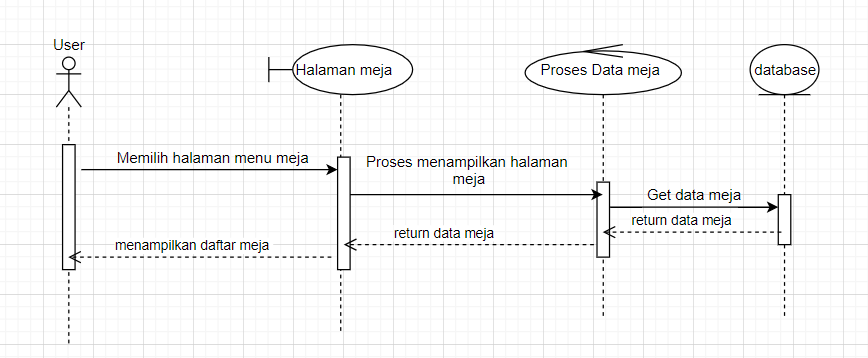 User
Halaman meja
Proses Data meja
database
Memilih halaman menu meja
Proses menampilkan halaman
meja
Get data meja
return data meja
return data meja
menampilkan daftar meja